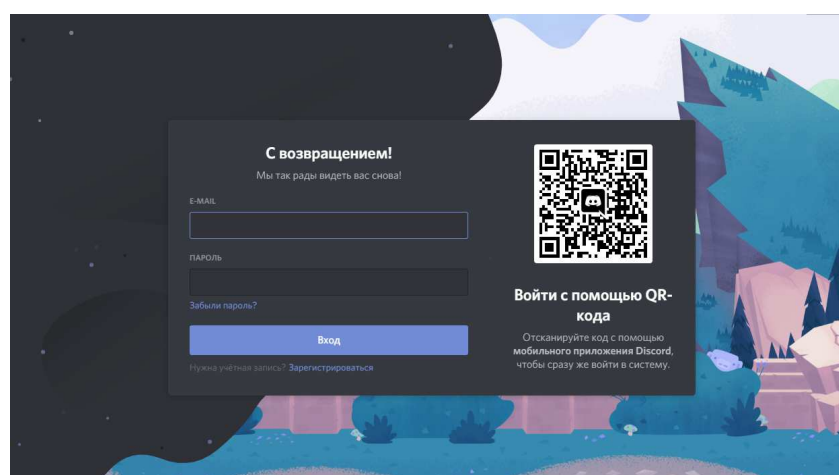 С возвращением!
Мы так рады видеть вас снова!
E-MAIL
ПАРОЛЬ
Забыли пароль?
Вход
Нужна учётная запись? Зарегистрироваться
Войти с помощью QR-
кода
Отсканируйте код с помощью
мобильного приложения Discord,
чтобы сразу же войти в систему.